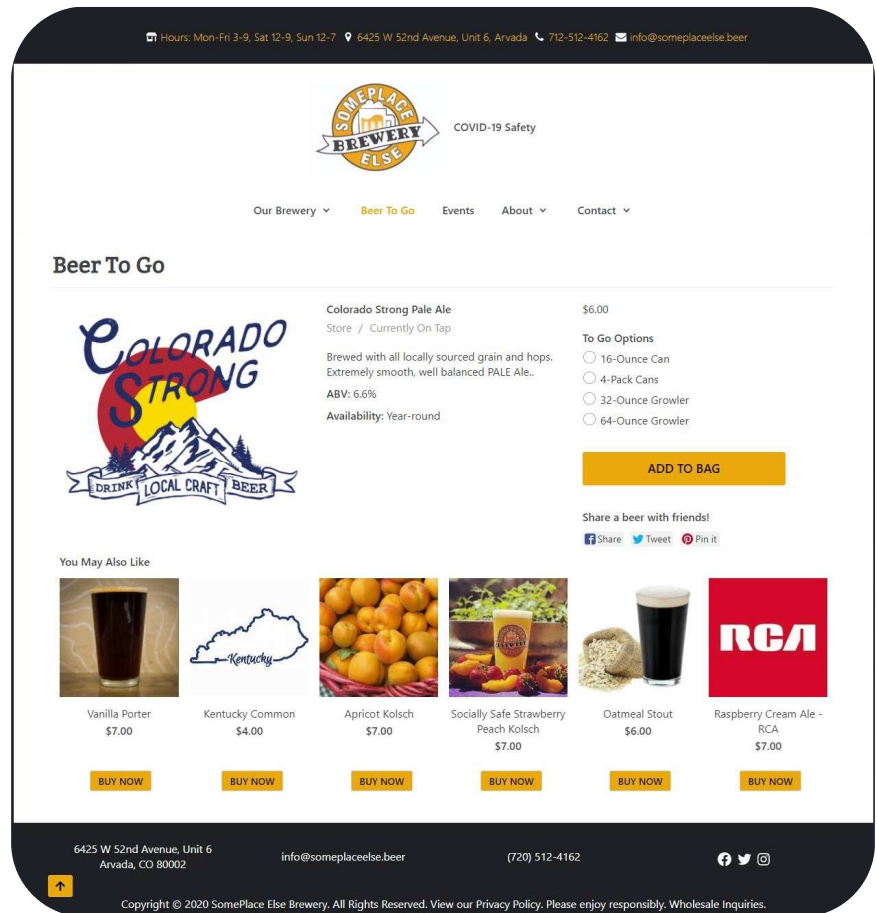 Hours: Mon-Fri 3-9, Sat 12-9, Sun 12-7 6425 W 52nd Avenue, Unit 6, Arvada 712-512-4162 info@someplaceelse.beer
SOMEPLACE
BREWERY
ELSE
COVID-19 Safety
Our Brewery Beer To Go Events About Contact
Beer To Go
COLORADO
STRONG
DRINK LOCAL CRAFT BEER
Colorado Strong Pale Ale
Store / Currently On Tap
Brewed with all locally sourced grain and hops.
Extremely smooth, well balanced PALE Ale..
ABV: 6.6%
Availability: Year-round
$6.00
To Go Options
16-Ounce Can
4-Pack Cans
32-Ounce Growler
64-Ounce Growler
ADD TO BAG
Share a beer with friends!
Share Tweet Pin it
You May Also Like
Kentucky
BREWERY
RCA
Vanilla Porter
$7.00
BUY NOW
Kentucky Common
$4.00
BUY NOW
Apricot Kolsch
$7.00
BUY NOW
Socially Safe Strawberry
Peach Kolsch
$7.00
BUY NOW
Oatmeal Stout
$6.00
BUY NOW
Raspberry Cream Ale -
RCA
$7.00
BUY NOW
6425 W 52nd Avenue, Unit 6
Arvada, CO 80002
info@someplaceelse.beer
(720) 512-4162
Copyright © 2020 SomePlace Else Brewery. All Rights Reserved. View our Privacy Policy. Please enjoy responsibly. Wholesale Inquiries.